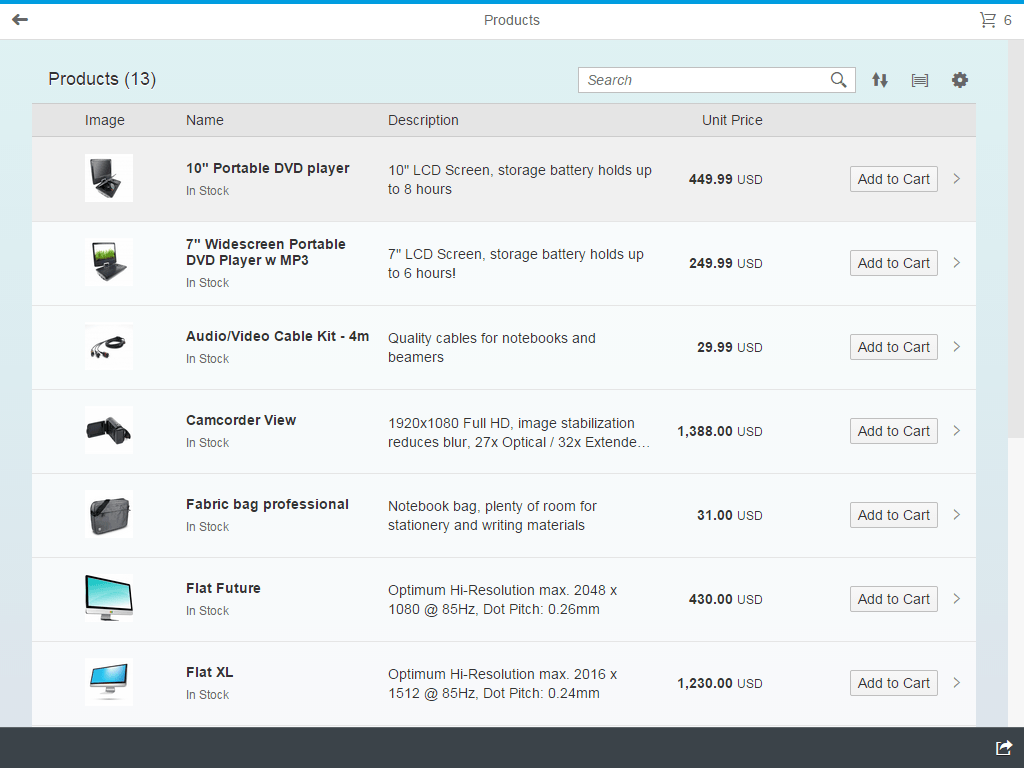 Products
6
Products (13)
Search
Image Name Description Unit Price
10" Portable DVD player
In Stock
10" LCD Screen, storage battery holds up
to 8 hours
449.99 USD
Add to Cart
7" Widescreen Portable
DVD Player w MP3
In Stock
7" LCD Screen, storage battery holds up
to 6 hours!
249.99 USD
Add to Cart
Audio/Video Cable Kit - 4m
In Stock
Quality cables for notebooks and
beamers
29.99 USD
Add to Cart
Camcorder View
In Stock
1920x1080 Full HD, image stabilization
reduces blur, 27x Optical / 32x Extende...
1,388.00 USD
Add to Cart
Fabric bag professional
In Stock
Notebook bag, plenty of room for
stationery and writing materials
31.00 USD
Add to Cart
Flat Future
In Stock
Optimum Hi-Resolution max. 2048 x
1080 @ 85Hz, Dot Pitch: 0.26mm
430.00 USD
Add to Cart
Flat XL
In Stock
Optimum Hi-Resolution max. 2016 x
1512 @ 85Hz, Dot Pitch: 0.24mm
1,230.00 USD
Add to Cart